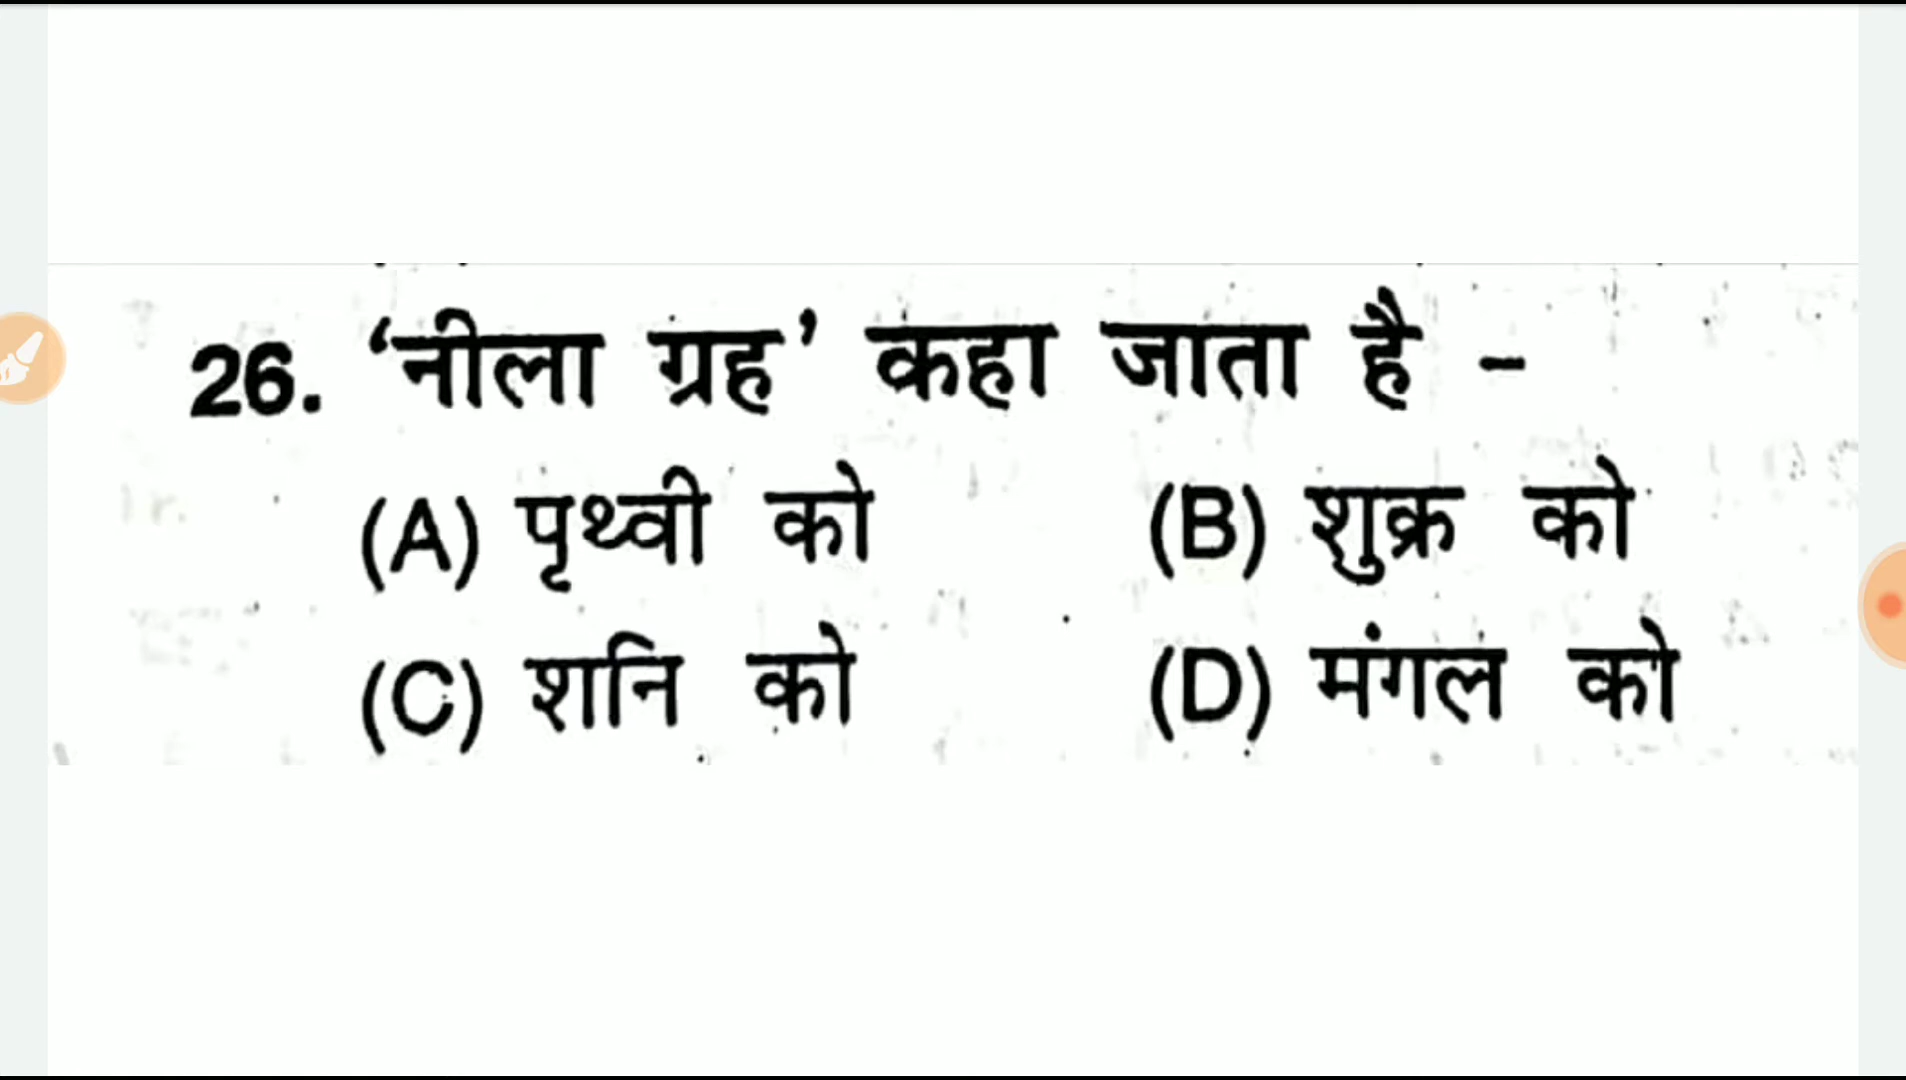 26. ‘नीला ग्रह’ कहा जाता है -
(A) पृथ्वी को (B) शुक्र को
(C) शनि को (D) मंगल को